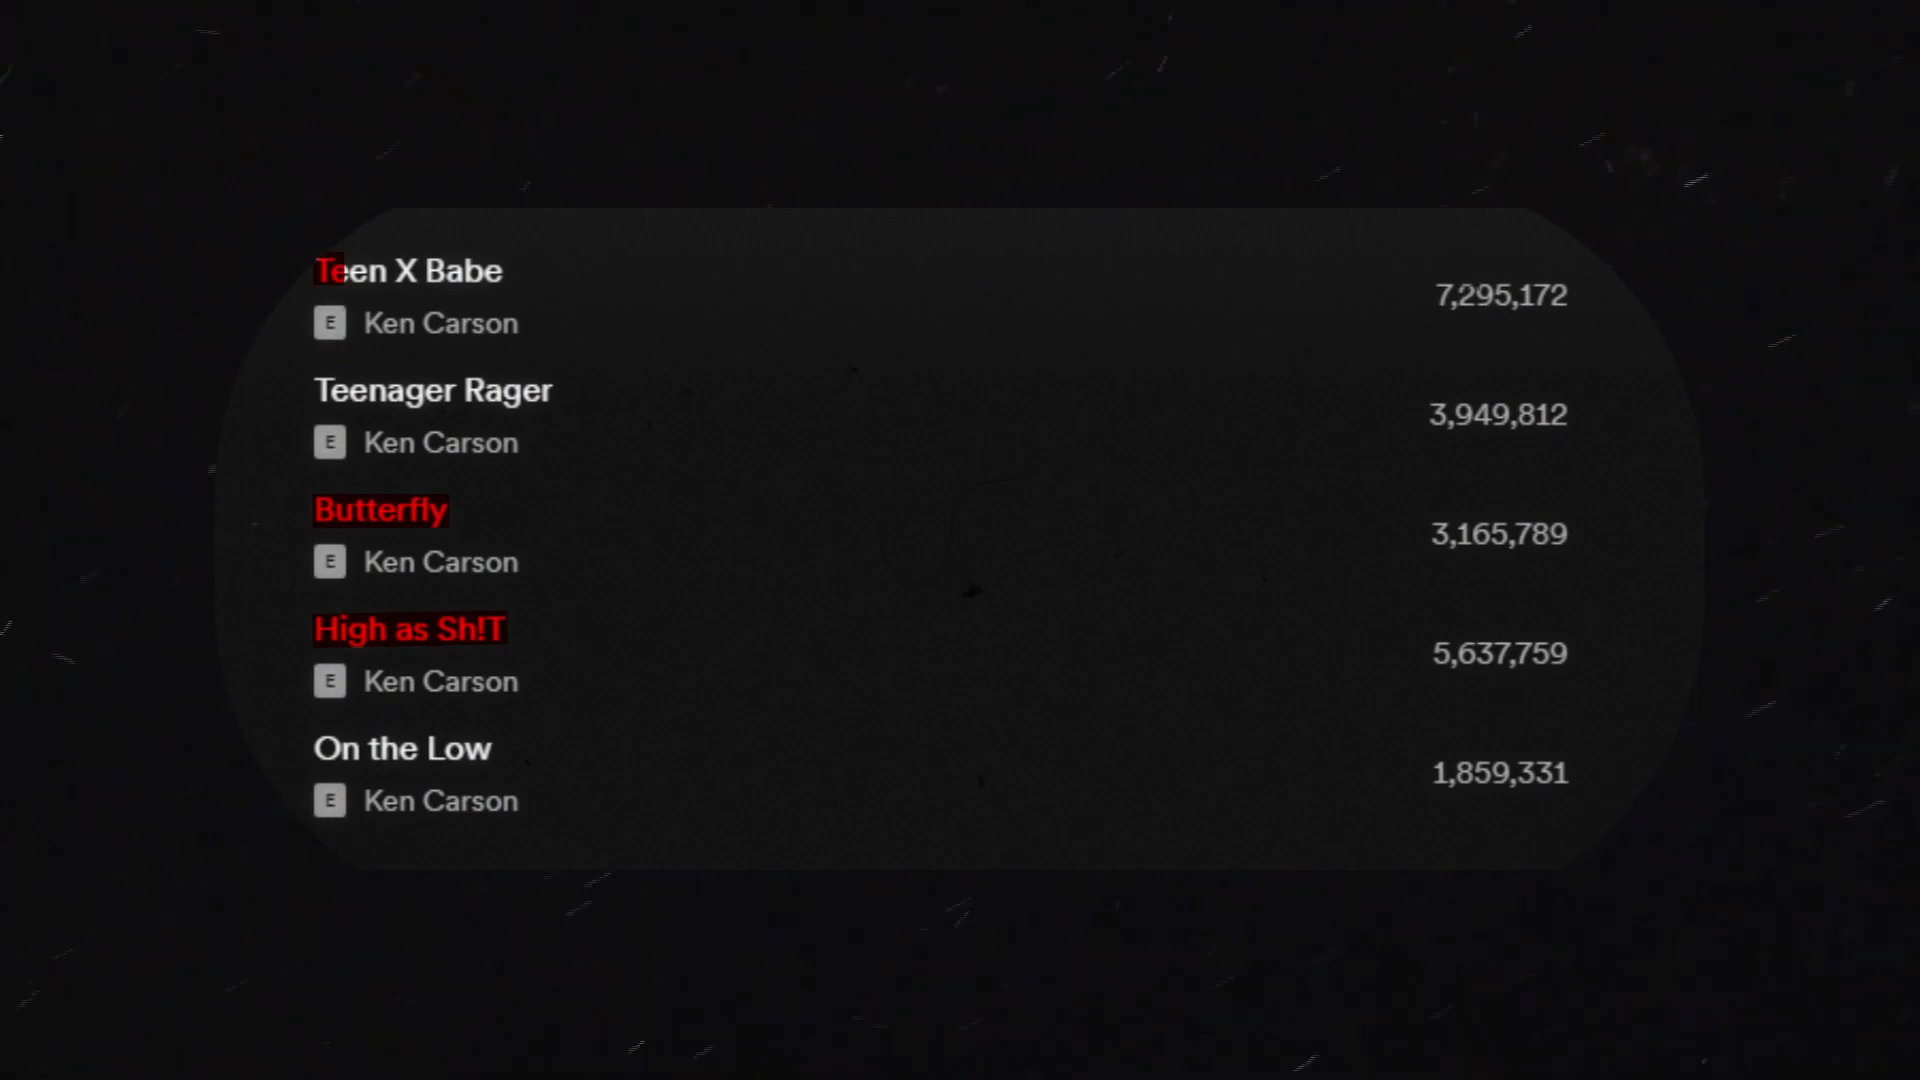 Teen X Babe
7,295,172
E Ken Carson
Teenager Rager
3,949,812
E Ken Carson
Butterfly
3,165,789
E Ken Carson
High as Sh!T
5,637,759
E Ken Carson
On the Low
1,859,331
E Ken Carson